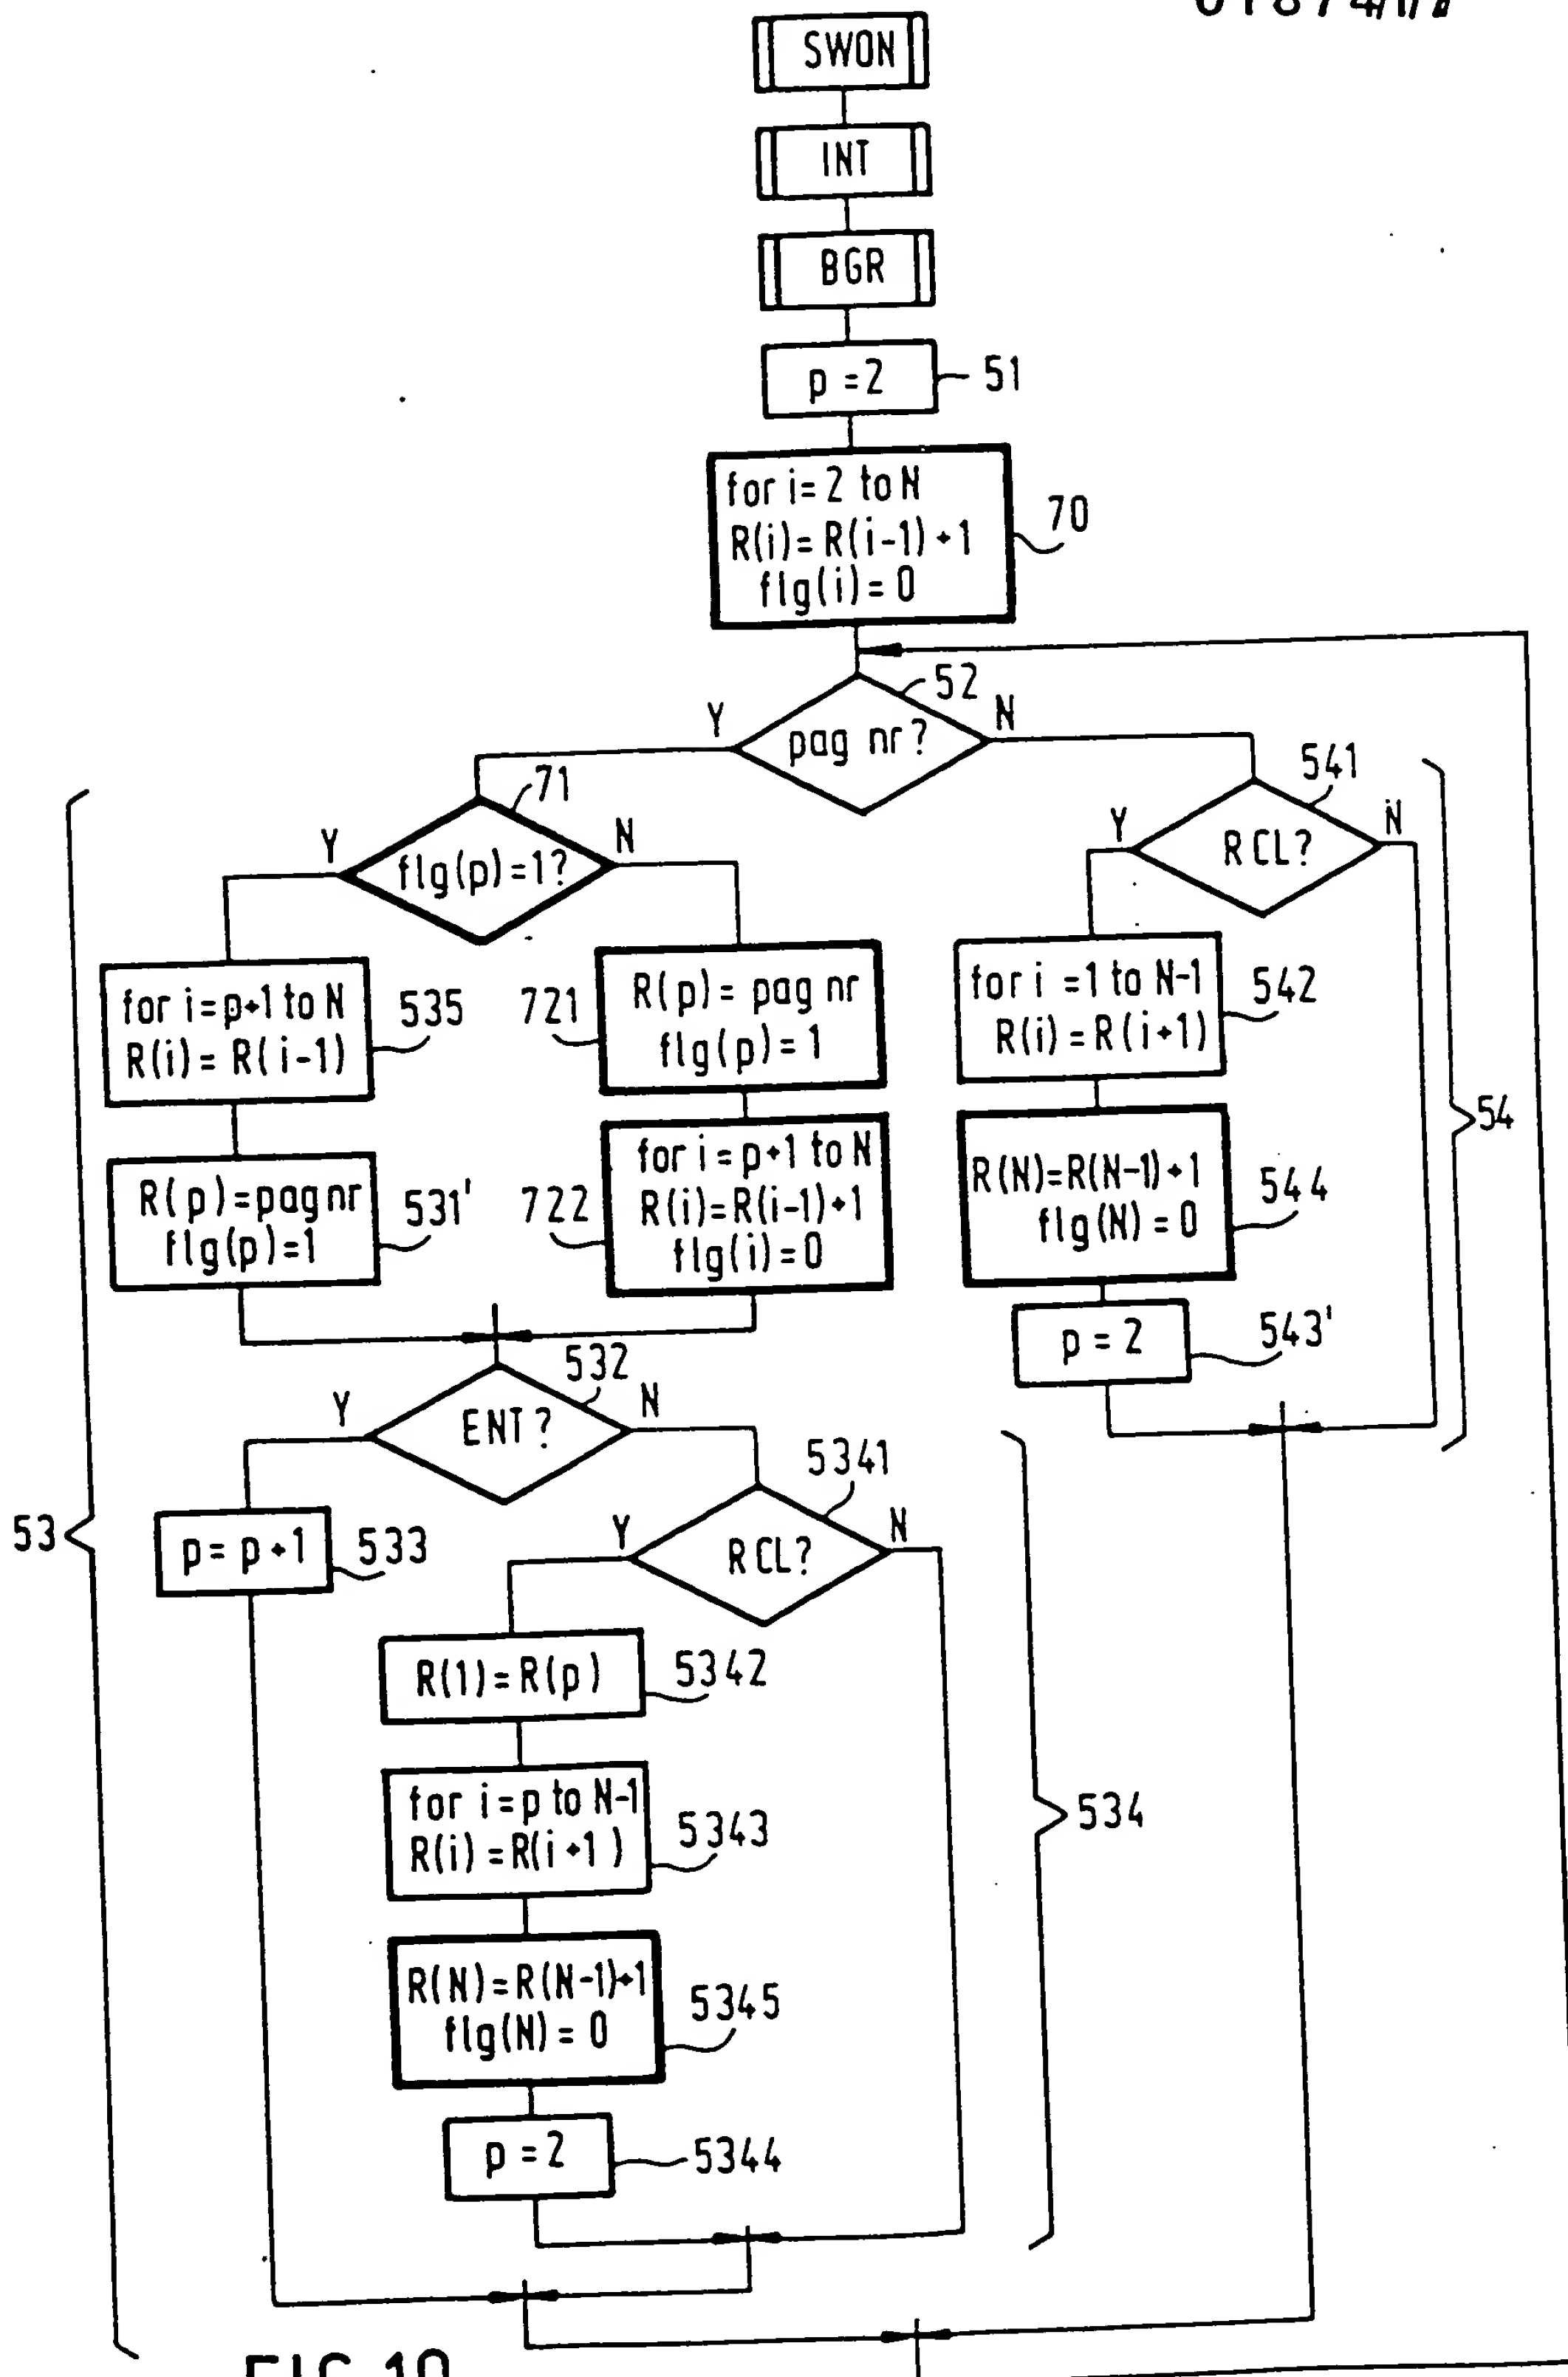 SWON
INT
BGR
p = 2
51
for i= 2 to N
R(i)= R(i-1) +1
flg(i)= 0
70
52
Y
pag nr?
N
71
541
Y
flg(p)=1?
N
Y
RCL?
N
for i=p+1 to N
R(i)= R(i-1)
535
721
R(p)= pag nr
flg(p)= 1
for i =1 to N-1
R(i)= R(i+1)
542
54
R(p)=pag nr
flg(p)=1
531'
722
for i=p+1 to N
R(i)=R(i-1)+1
flg(i)=0
R(N)=R(N-1)+1
flg(N) = 0
544
p = 2
543'
532
Y
ENT?
N
5341
53
p= p+1
533
Y
RCL?
N
R(1)=R(p)
5342
for i=p to N-1
R(i)=R(i+1)
5343
534
R(N)=R(N-1)+1
flg(N)= 0
5345
p = 2
5344